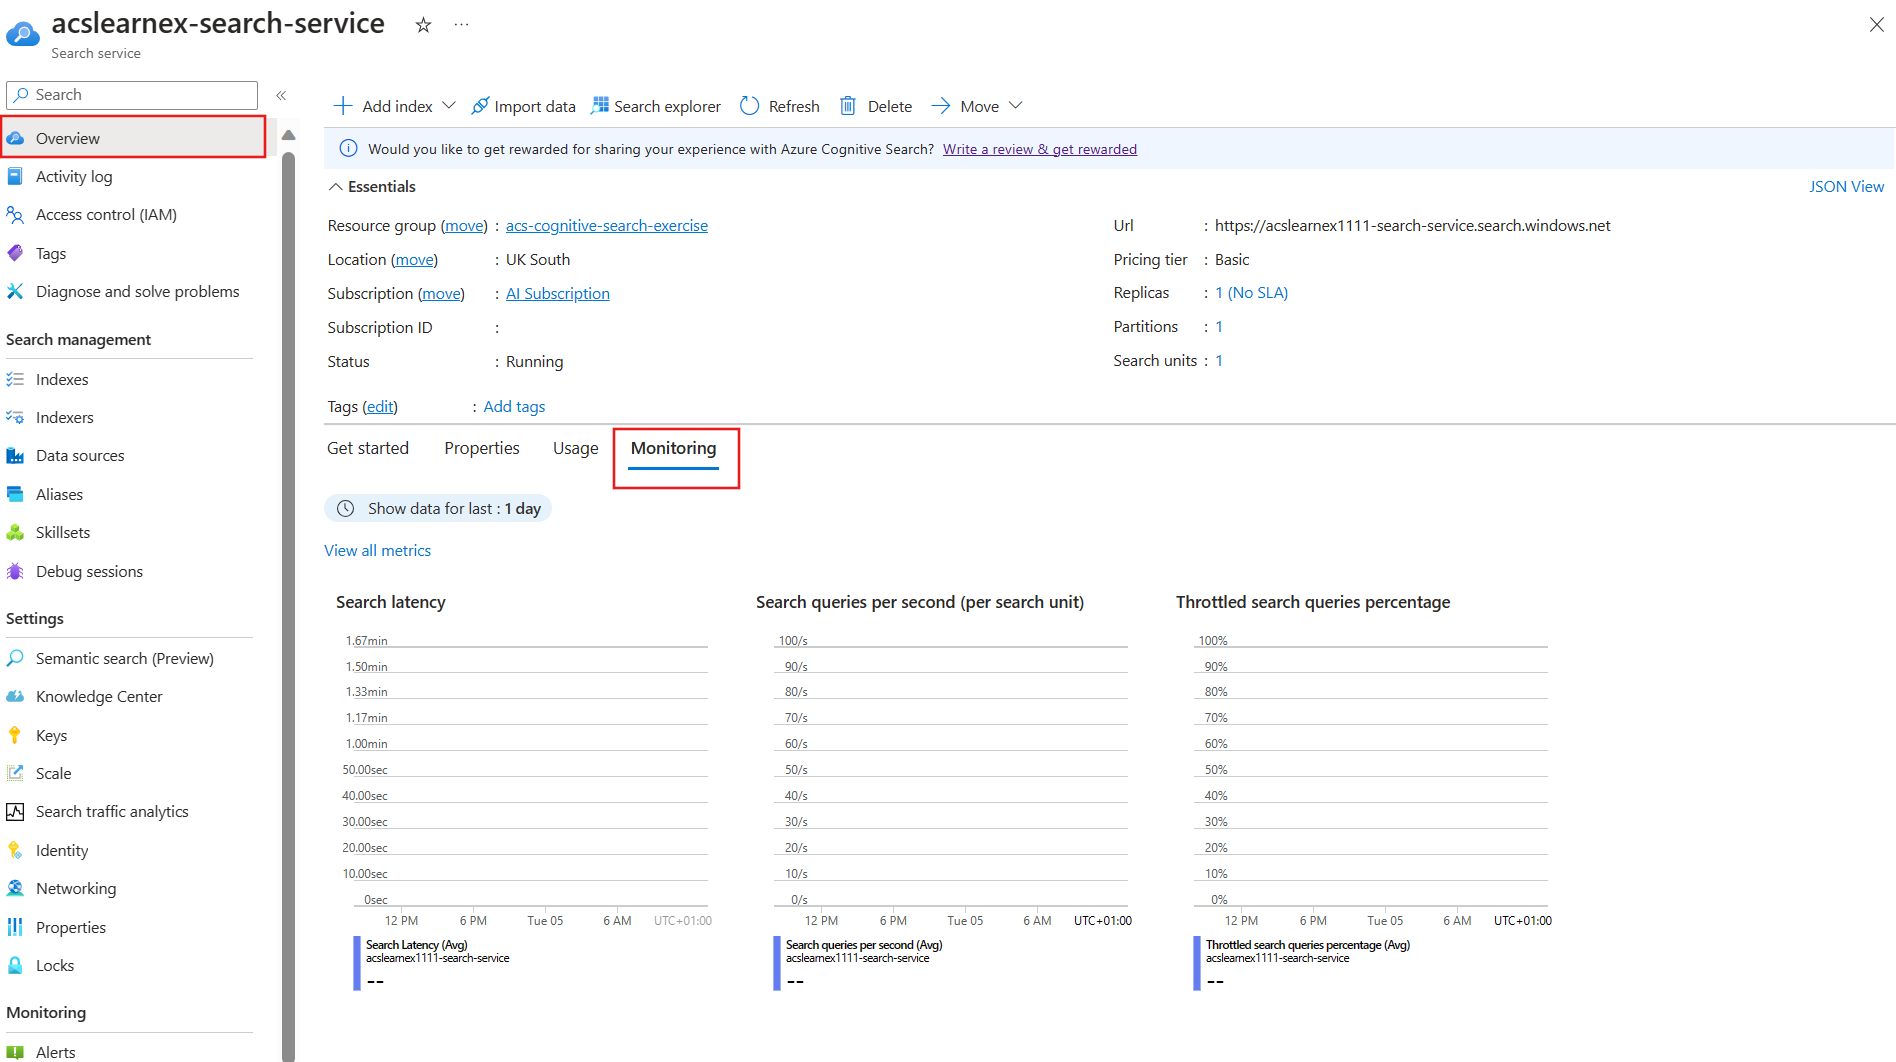 acslearnex-search-service
Search service
Search
Overview
Activity log
Access control (IAM)
Tags
Diagnose and solve problems
Search management
Indexes
Indexers
Data sources
Aliases
Skillsets
Debug sessions
Settings
Semantic search (Preview)
Knowledge Center
Keys
Scale
Search traffic analytics
Identity
Networking
Properties
Locks
Monitoring
Alerts
Add index Import data Search explorer Refresh Delete Move
Would you like to get rewarded for sharing your experience with Azure Cognitive Search? Write a review & get rewarded
Essentials
JSON View
Resource group (move) : acs-cognitive-search-exercise
Location (move) : UK South
Subscription (move) : AI Subscription
Subscription ID :
Status : Running
Url : https://acslearnex1111-search-service.search.windows.net
Pricing tier : Basic
Replicas : 1 (No SLA)
Partitions : 1
Search units : 1
Tags (edit) : Add tags
Get started Properties Usage Monitoring
Show data for last : 1 day
View all metrics
Search latency
1.67min
1.50min
1.33min
1.17min
1.00min
50.00sec
40.00sec
30.00sec
20.00sec
10.00sec
0sec
12 PM 6 PM Tue 05 6 AM UTC+01:00
Search Latency (Avg)
acslearnex1111-search-service
--
Search queries per second (per search unit)
100/s
90/s
80/s
70/s
60/s
50/s
40/s
30/s
20/s
10/s
0/s
12 PM 6 PM Tue 05 6 AM UTC+01:00
Search queries per second (Avg)
acslearnex1111-search-service
--
Throttled search queries percentage
100%
90%
80%
70%
60%
50%
40%
30%
20%
10%
0%
12 PM 6 PM Tue 05 6 AM UTC+01:00
Throttled search queries percentage (Avg)
acslearnex1111-search-service
--